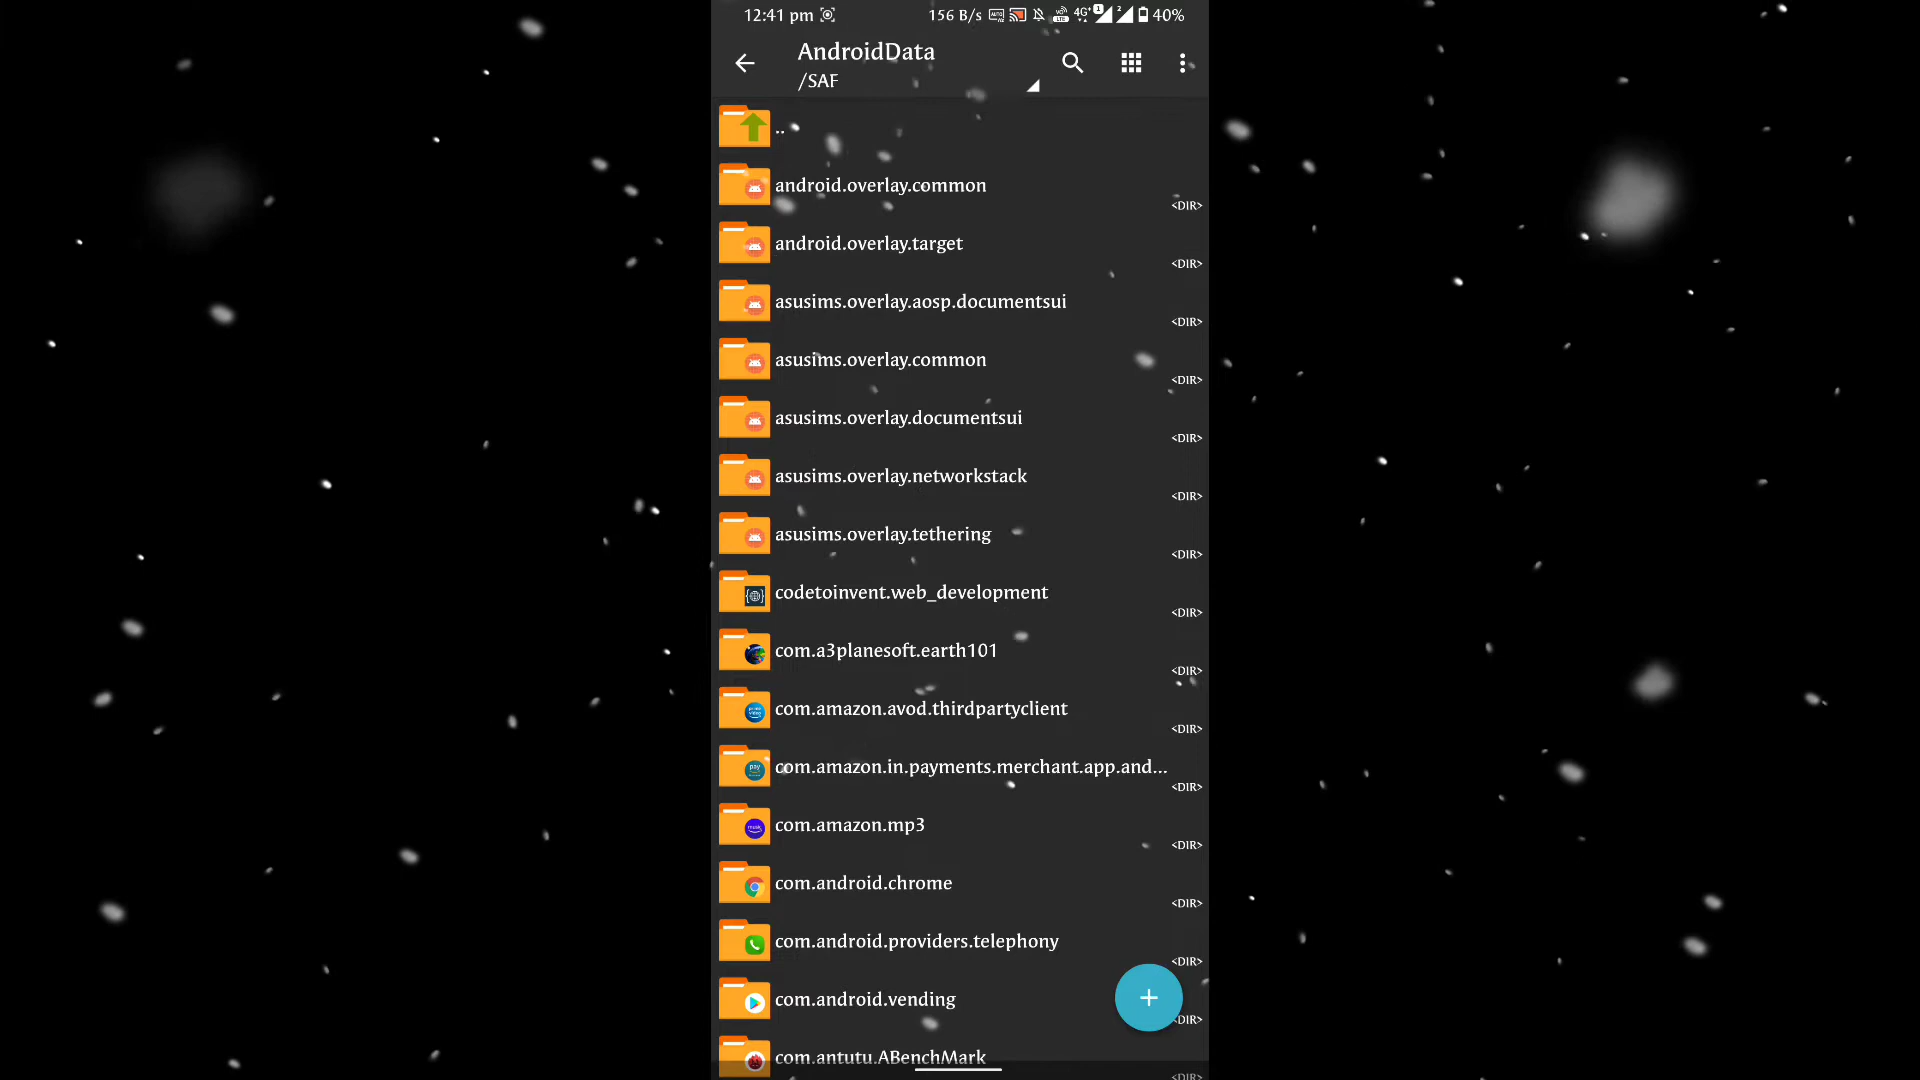 12:41 pm 156 B/s 4G+ 40%
AndroidData
/SAF
..
android.overlay.common
<DIR>
android.overlay.target
<DIR>
asusims.overlay.aosp.documentsui
<DIR>
asusims.overlay.common
<DIR>
asusims.overlay.documentsui
<DIR>
asusims.overlay.networkstack
<DIR>
asusims.overlay.tethering
<DIR>
codetoinvent.web_development
<DIR>
com.a3planesoft.earth101
<DIR>
com.amazon.avod.thirdpartyclient
<DIR>
com.amazon.in.payments.merchant.app.and...
<DIR>
com.amazon.mp3
<DIR>
com.android.chrome
<DIR>
com.android.providers.telephony
<DIR>
com.android.vending
<DIR>
com.antutu.ABenchMark
<DIR>